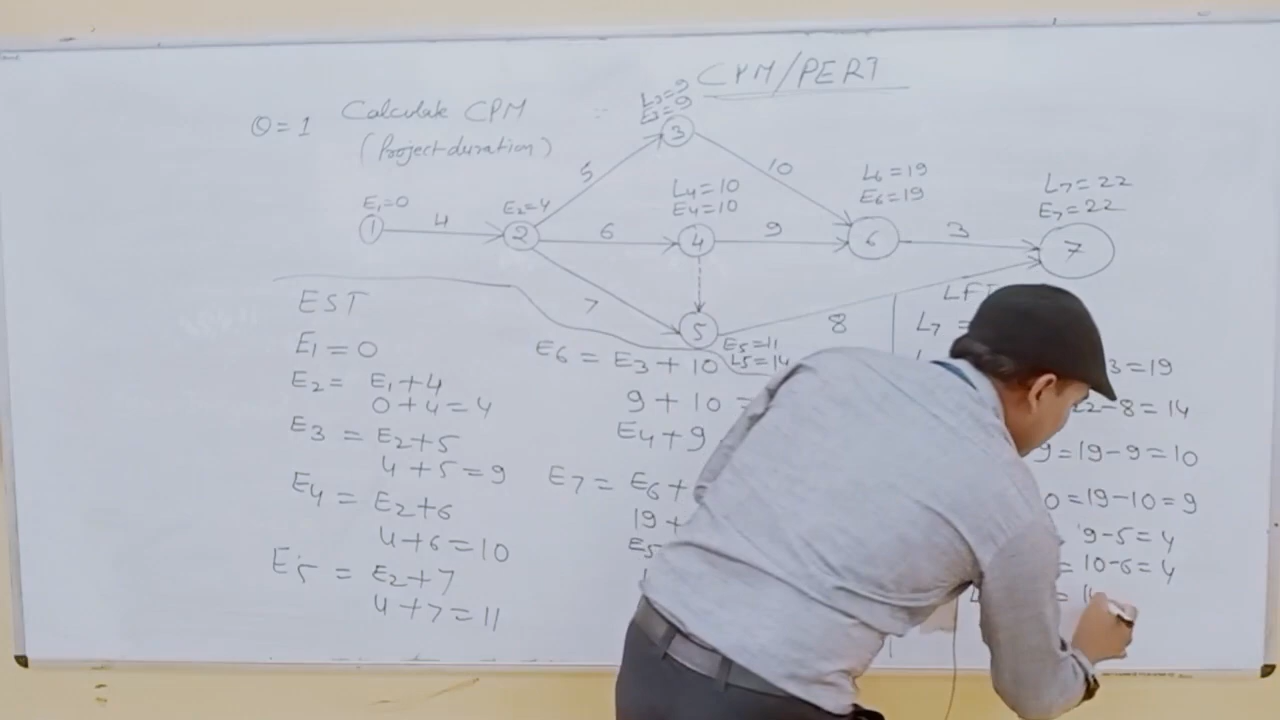 CPM/PERT
Q=1 Calculate CPM
(Project duration)
L3=9
E3=9
3
5
10
E1=0
1
4
E2=4
2
6
L4=10
E4=10
4
9
L6=19
E6=19
6
3
L7=22
E7=22
7
7
5
E5=11
L5=14
8
EST
E1=0
E2= E1+4
0+4=4
E3 = E2+5
4+5=9
E4 = E2+6
4+6=10
E5 = E2+7
4+7=11
E6 = E3+10
9+10 =
E4+9
E7 = E6+
19+
E5
LF
L7 =
3=19
22-8=14
9=19-9=10
0=19-10=9
9-5=4
= 10-6=4